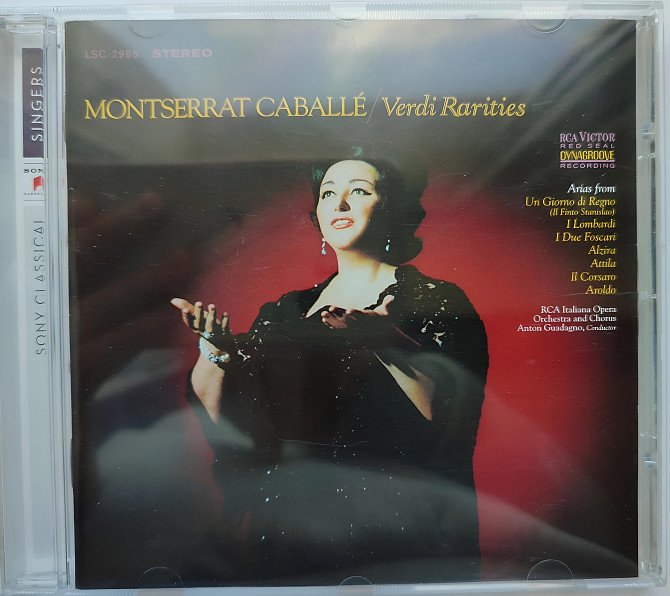 LSC-2995 STEREO
MONTSERRAT CABALLÉ / Verdi Rarities
RCA VICTOR
RED SEAL
DYNAGROOVE
RECORDING
Arias from
Un Giorno di Regno
(Il Finto Stanislao)
I Lombardi
I Due Foscari
Alzira
Attila
Il Corsaro
Aroldo
RCA Italiana Opera
Orchestra and Chorus
Anton Guadagno, Conductor
SINGERS
SONY
SONY CLASSICAL